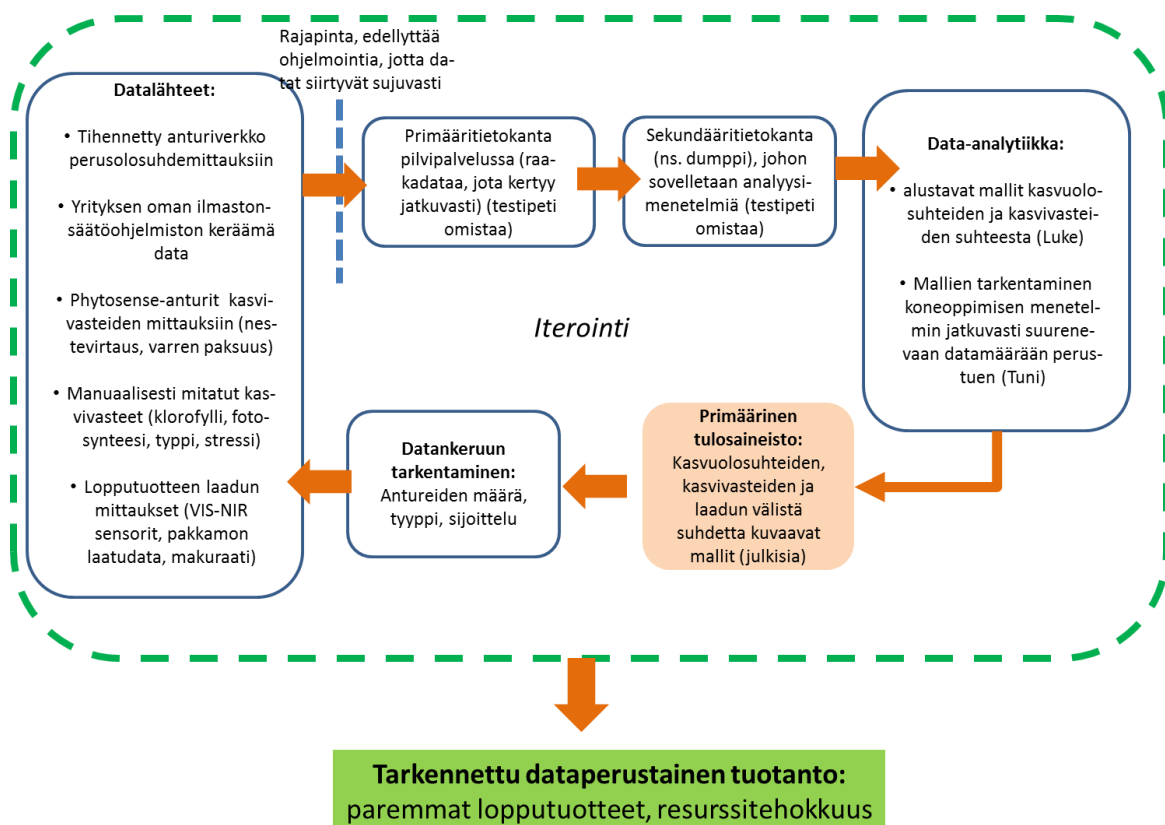 Rajapinta, edellyttää
ohjelmointia, jotta da-
tat siirtyvät sujuvasti
Datalähteet:
• Tihennetty anturiverkko
perusolosuhdemittauksiin
• Yrityksen oman ilmaston-
säätöohjelmiston keräämä
data
• Phytosense-anturit kasvi-
vasteiden mittauksiin (nes-
tevirtaus, varren paksuus)
• Manuaalisesti mitatut kas-
vivasteet (klorofylli, foto-
synteesi, typpi, stressi)
• Lopputuotteen laadun
mittaukset (VIS-NIR
sensorit, pakkamon
laatudata, makuraati)
Primääritietokanta
pilvipalvelussa (raa-
kadataa, jota kertyy
jatkuvasti) (testipeti
omistaa)
Sekundääritietokanta
(ns. dumppi), johon
sovelletaan analyysi-
menetelmiä (testipeti
omistaa)
Data-analytiikka:
• alustavat mallit kasvuolo-
suhteiden ja kasvivastei-
den suhteesta (Luke)
• Mallien tarkentaminen
koneoppimisen menetel-
min jatkuvasti suurene-
vaan datamäärään perus-
tuen (Tuni)
Iterointi
Primäärinen
tulosaineisto:
Kasvuolosuhteiden,
kasvivasteiden ja
laadun välistä
suhdetta kuvaavat
mallit (julkisia)
Datankeruun
tarkentaminen:
Antureiden määrä,
tyyppi, sijoittelu
Tarkennettu dataperustainen tuotanto:
paremmat lopputuotteet, resurssitehokkuus